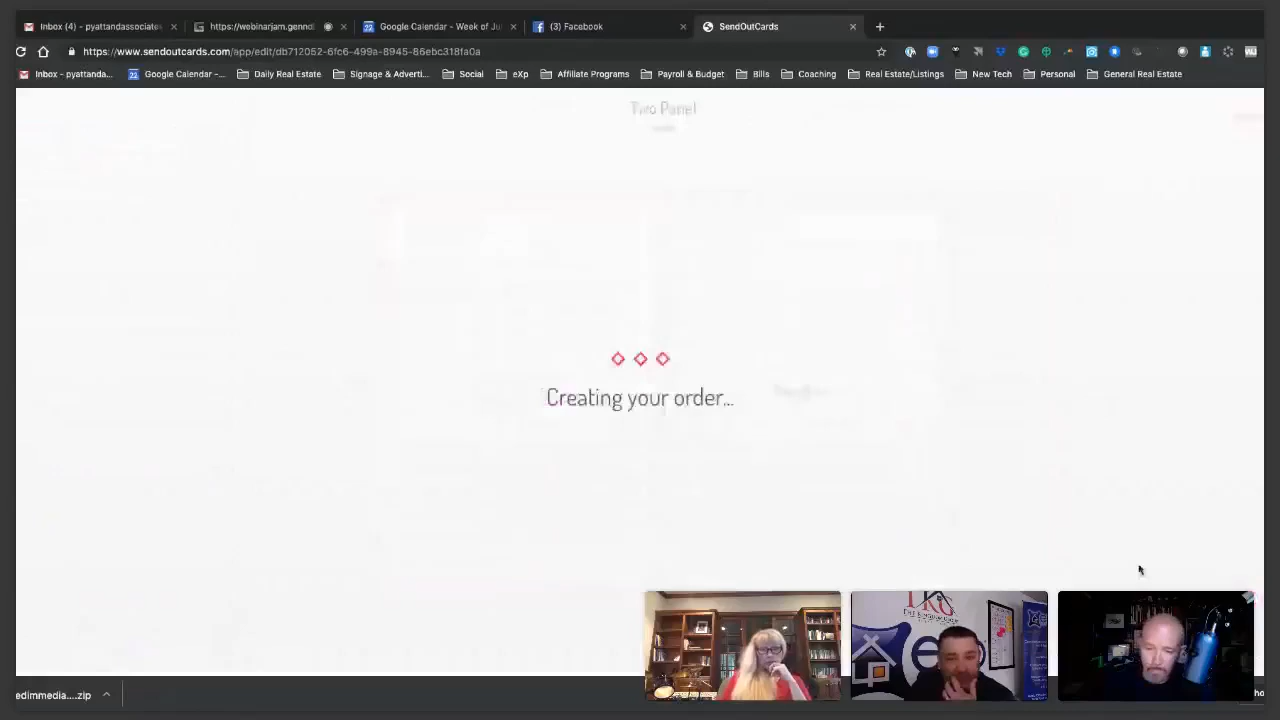 Inbox (4) - pyattandassociate
https://webinarjam.genndi
Google Calendar - Week of Ju
(3) Facebook
SendOutCards
https://www.sendoutcards.com/app/edit/db712052-6fc6-499a-8945-86ebc318fa0a
Inbox - pyattanda...
Google Calendar -...
Daily Real Estate
Signage & Adverti...
Social
eXp
Affiliate Programs
Payroll & Budget
Bills
Coaching
Real Estate/Listings
New Tech
Personal
General Real Estate
Two Panel
Creating your order...
TKG
edimmedia....zip